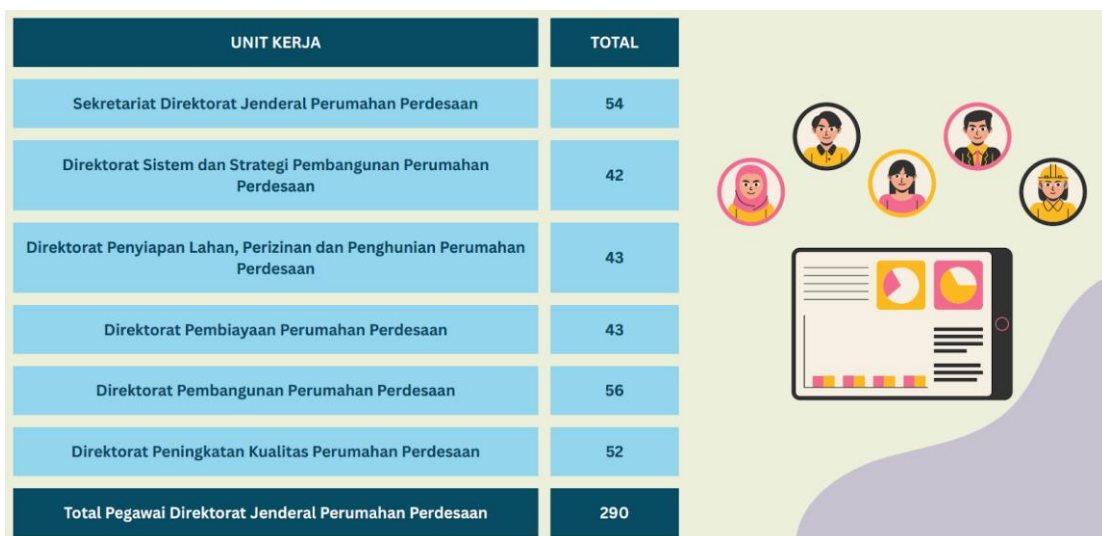 UNIT KERJA
TOTAL
Sekretariat Direktorat Jenderal Perumahan Perdesaan
54
Direktorat Sistem dan Strategi Pembangunan Perumahan
Perdesaan
42
Direktorat Penyiapan Lahan, Perizinan dan Penghunian Perumahan
Perdesaan
43
Direktorat Pembiayaan Perumahan Perdesaan
43
Direktorat Pembangunan Perumahan Perdesaan
56
Direktorat Peningkatan Kualitas Perumahan Perdesaan
52
Total Pegawai Direktorat Jenderal Perumahan Perdesaan
290